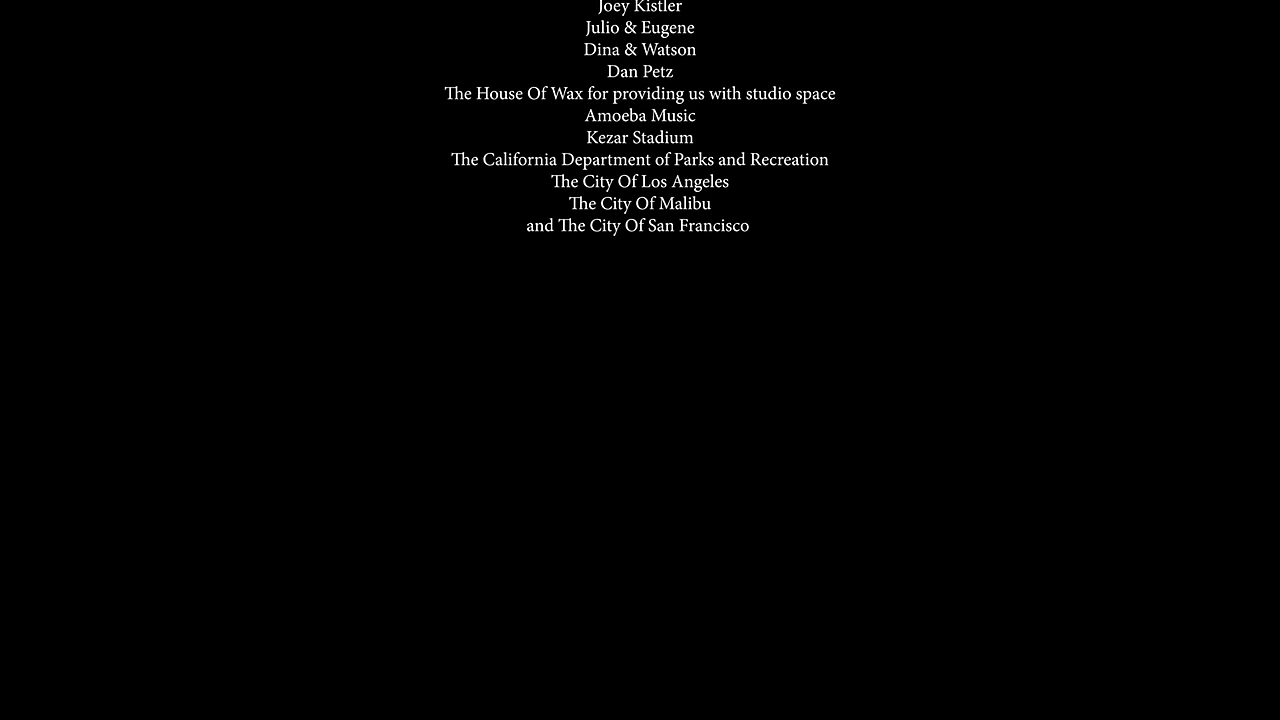 Joey Kistler
Julio & Eugene
Dina & Watson
Dan Petz
The House Of Wax for providing us with studio space
Amoeba Music
Kezar Stadium
The California Department of Parks and Recreation
The City Of Los Angeles
The City Of Malibu
and The City Of San Francisco